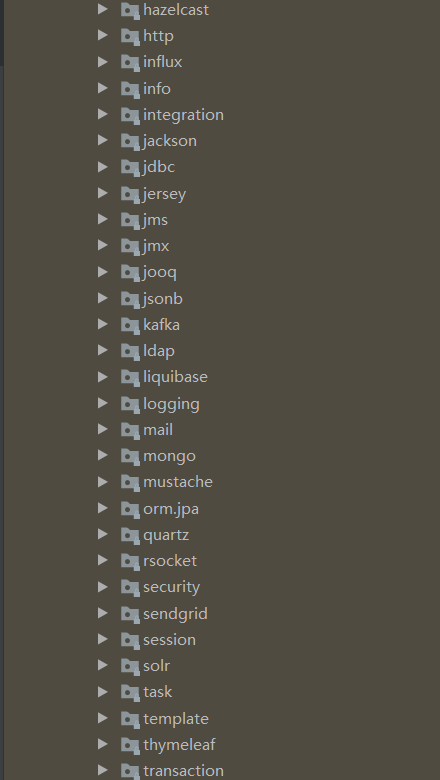 hazelcast
http
influx
info
integration
jackson
jdbc
jersey
jms
jmx
jooq
jsonb
kafka
ldap
liquibase
logging
mail
mongo
mustache
orm.jpa
quartz
rsocket
security
sendgrid
session
solr
task
template
thymeleaf
transaction